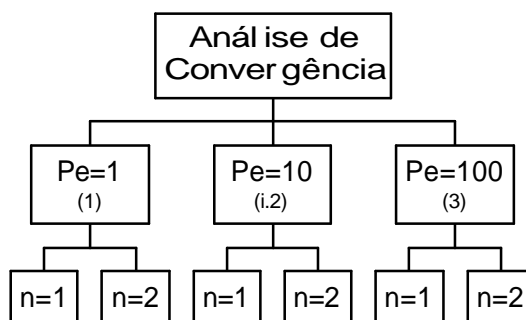 Análise de
Convergência
Pe=1
(1)
Pe=10
(i.2)
Pe=100
(3)
n=1
n=2
n=1
n=2
n=1
n=2